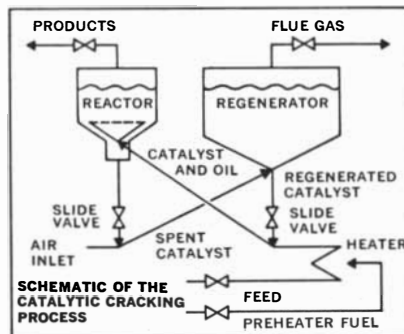 PRODUCTS
FLUE GAS
REACTOR
REGENERATOR
CATALYST
AND OIL
REGENERATED
CATALYST
SLIDE
VALVE
SLIDE
VALVE
AIR
INLET
SPENT
CATALYST
HEATER
SCHEMATIC OF THE
CATALYTIC CRACKING
PROCESS
FEED
PREHEATER FUEL